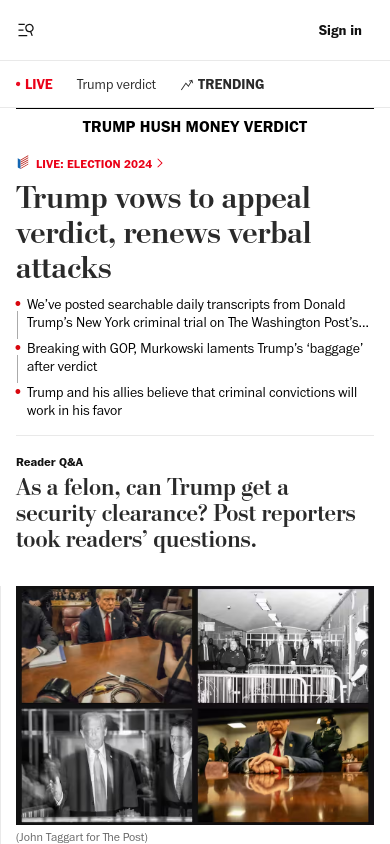 Sign in
LIVE
Trump verdict
TRENDING
TRUMP HUSH MONEY VERDICT
LIVE: ELECTION 2024
Trump vows to appeal
verdict, renews verbal
attacks
We’ve posted searchable daily transcripts from Donald
Trump’s New York criminal trial on The Washington Post’s...
Breaking with GOP, Murkowski laments Trump’s ‘baggage’
after verdict
Trump and his allies believe that criminal convictions will
work in his favor
Reader Q&A
As a felon, can Trump get a
security clearance? Post reporters
took readers’ questions.
(John Taggart for The Post)